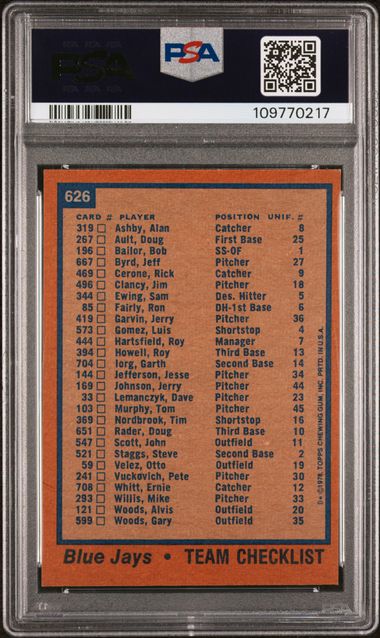 PSA
PSA
109770217
626
CARD # PLAYER POSITION UNIF. #
319 Ashby, Alan Catcher 8
267 Ault, Doug First Base 25
196 Bailor, Bob SS-OF 1
667 Byrd, Jeff Pitcher 27
469 Cerone, Rick Catcher 9
496 Clancy, Jim Pitcher 18
344 Ewing, Sam Des. Hitter 5
85 Fairly, Ron DH-1st Base 6
419 Garvin, Jerry Pitcher 36
573 Gomez, Luis Shortstop 4
444 Hartsfield, Roy Manager 7
394 Howell, Roy Third Base 13
704 Iorg, Garth Second Base 14
144 Jefferson, Jesse Pitcher 34
169 Johnson, Jerry Pitcher 44
33 Lemanczyk, Dave Pitcher 23
103 Murphy, Tom Pitcher 45
369 Nordbrook, Tim Shortstop 16
651 Rader, Doug Third Base 10
547 Scott, John Outfield 11
521 Staggs, Steve Second Base 2
59 Velez, Otto Outfield 19
241 Vuckovich, Pete Pitcher 30
708 Whitt, Ernie Catcher 12
293 Willis, Mike Pitcher 33
121 Woods, Alvis Outfield 20
599 Woods, Gary Outfield 35
D* ©1978 TOPPS CHEWING GUM, INC. PRTD. IN U.S.A.
Blue Jays • TEAM CHECKLIST